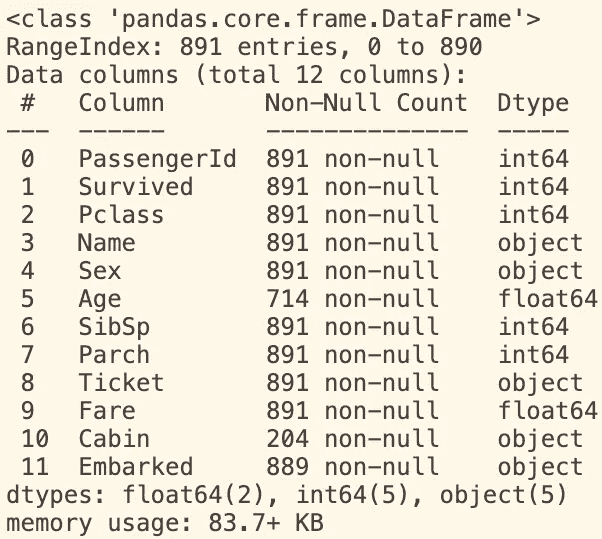 <class 'pandas.core.frame.DataFrame'>
RangeIndex: 891 entries, 0 to 890
Data columns (total 12 columns):
 #   Column       Non-Null Count  Dtype
---  ------       --------------  -----
 0   PassengerId  891 non-null    int64
 1   Survived     891 non-null    int64
 2   Pclass       891 non-null    int64
 3   Name         891 non-null    object
 4   Sex          891 non-null    object
 5   Age          714 non-null    float64
 6   SibSp        891 non-null    int64
 7   Parch        891 non-null    int64
 8   Ticket       891 non-null    object
 9   Fare         891 non-null    float64
 10  Cabin        204 non-null    object
 11  Embarked     889 non-null    object
dtypes: float64(2), int64(5), object(5)
memory usage: 83.7+ KB